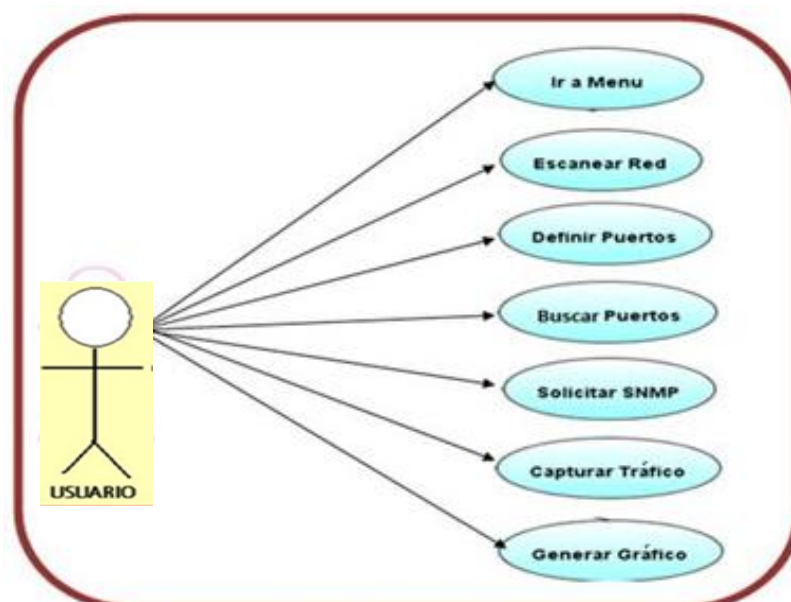 Ir a Menu
Escanear Red
Definir Puertos
Buscar Puertos
Solicitar SNMP
Capturar Tráfico
Generar Gráfico
USUARIO